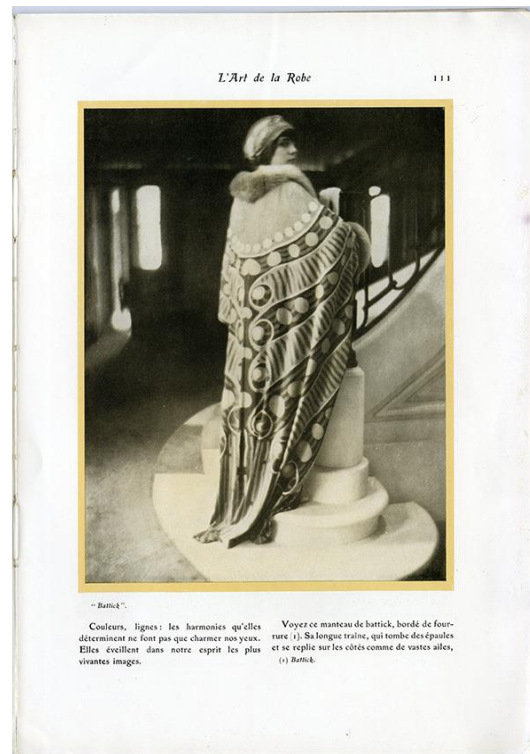 L'Art de la Robe
111
"Battick".
Couleurs, lignes : les harmonies qu'elles
déterminent ne font pas que charmer nos yeux.
Elles éveillent dans notre esprit les plus
vivantes images.
Voyez ce manteau de battick, bordé de four-
rure (1). Sa longue traîne, qui tombe des épaules
et se replie sur les côtés comme de vastes ailes,
(1) Battick.